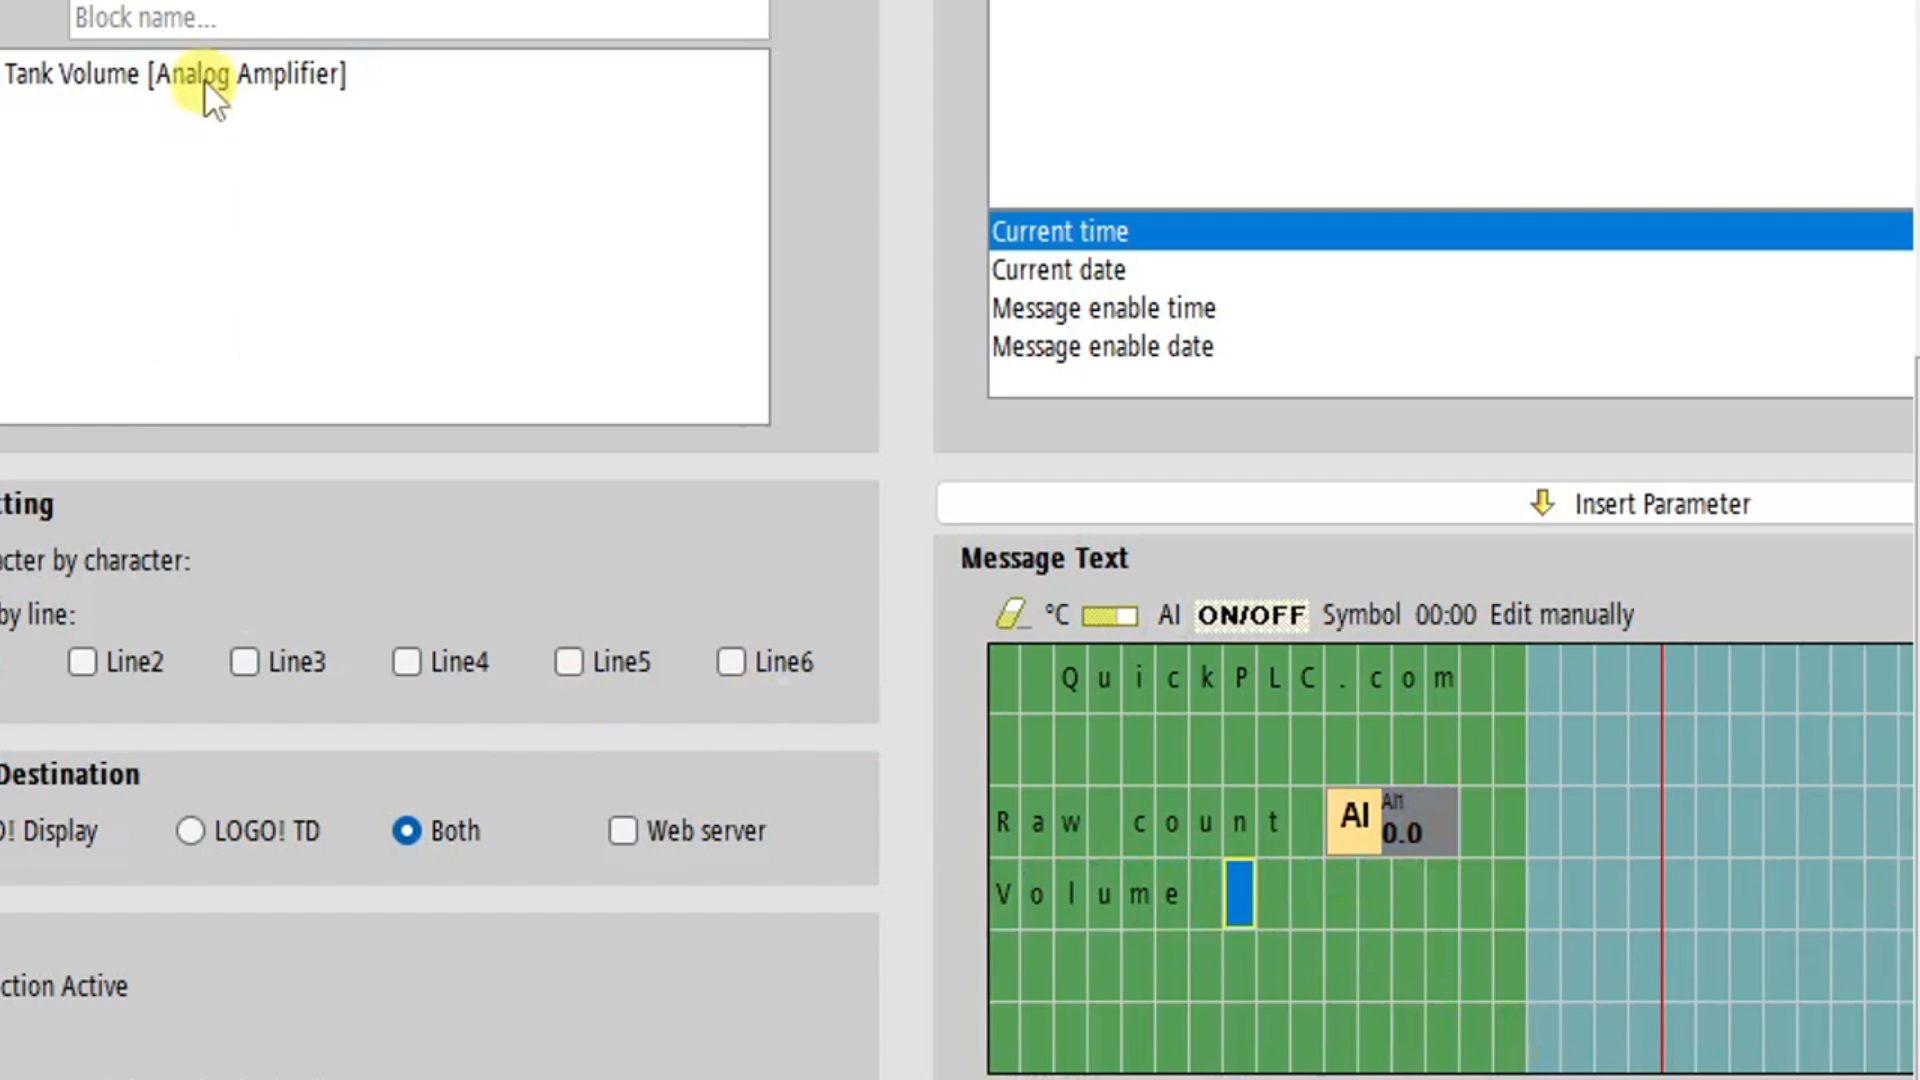 Block name...
Tank Volume [Analog Amplifier]
Current time
Current date
Message enable time
Message enable date
tting
acter by character:
by line:
Line2 Line3 Line4 Line5 Line6
Destination
O! Display LOGO! TD Both Web server
ction Active
Insert Parameter
Message Text
°C AI ON/OFF Symbol 00:00 Edit manually
QuickPLC.com
Raw count AI 0.0
Volume